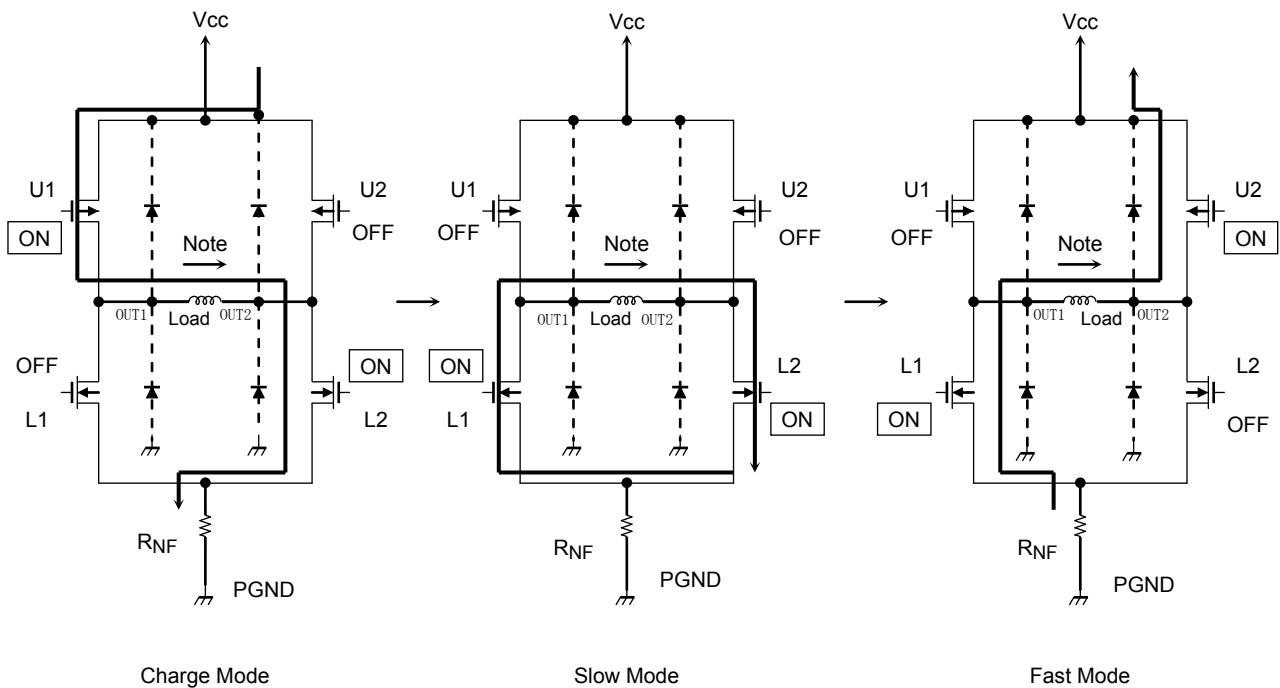 Vcc
U1
ON
U2
OFF
Note
OUT1
Load
OUT2
OFF
L1
ON
L2
RNF
PGND
Charge Mode
Vcc
U1
OFF
U2
OFF
Note
OUT1
Load
OUT2
ON
L1
L2
ON
RNF
PGND
Slow Mode
Vcc
U1
OFF
U2
ON
Note
OUT1
Load
OUT2
L1
ON
L2
OFF
RNF
PGND
Fast Mode